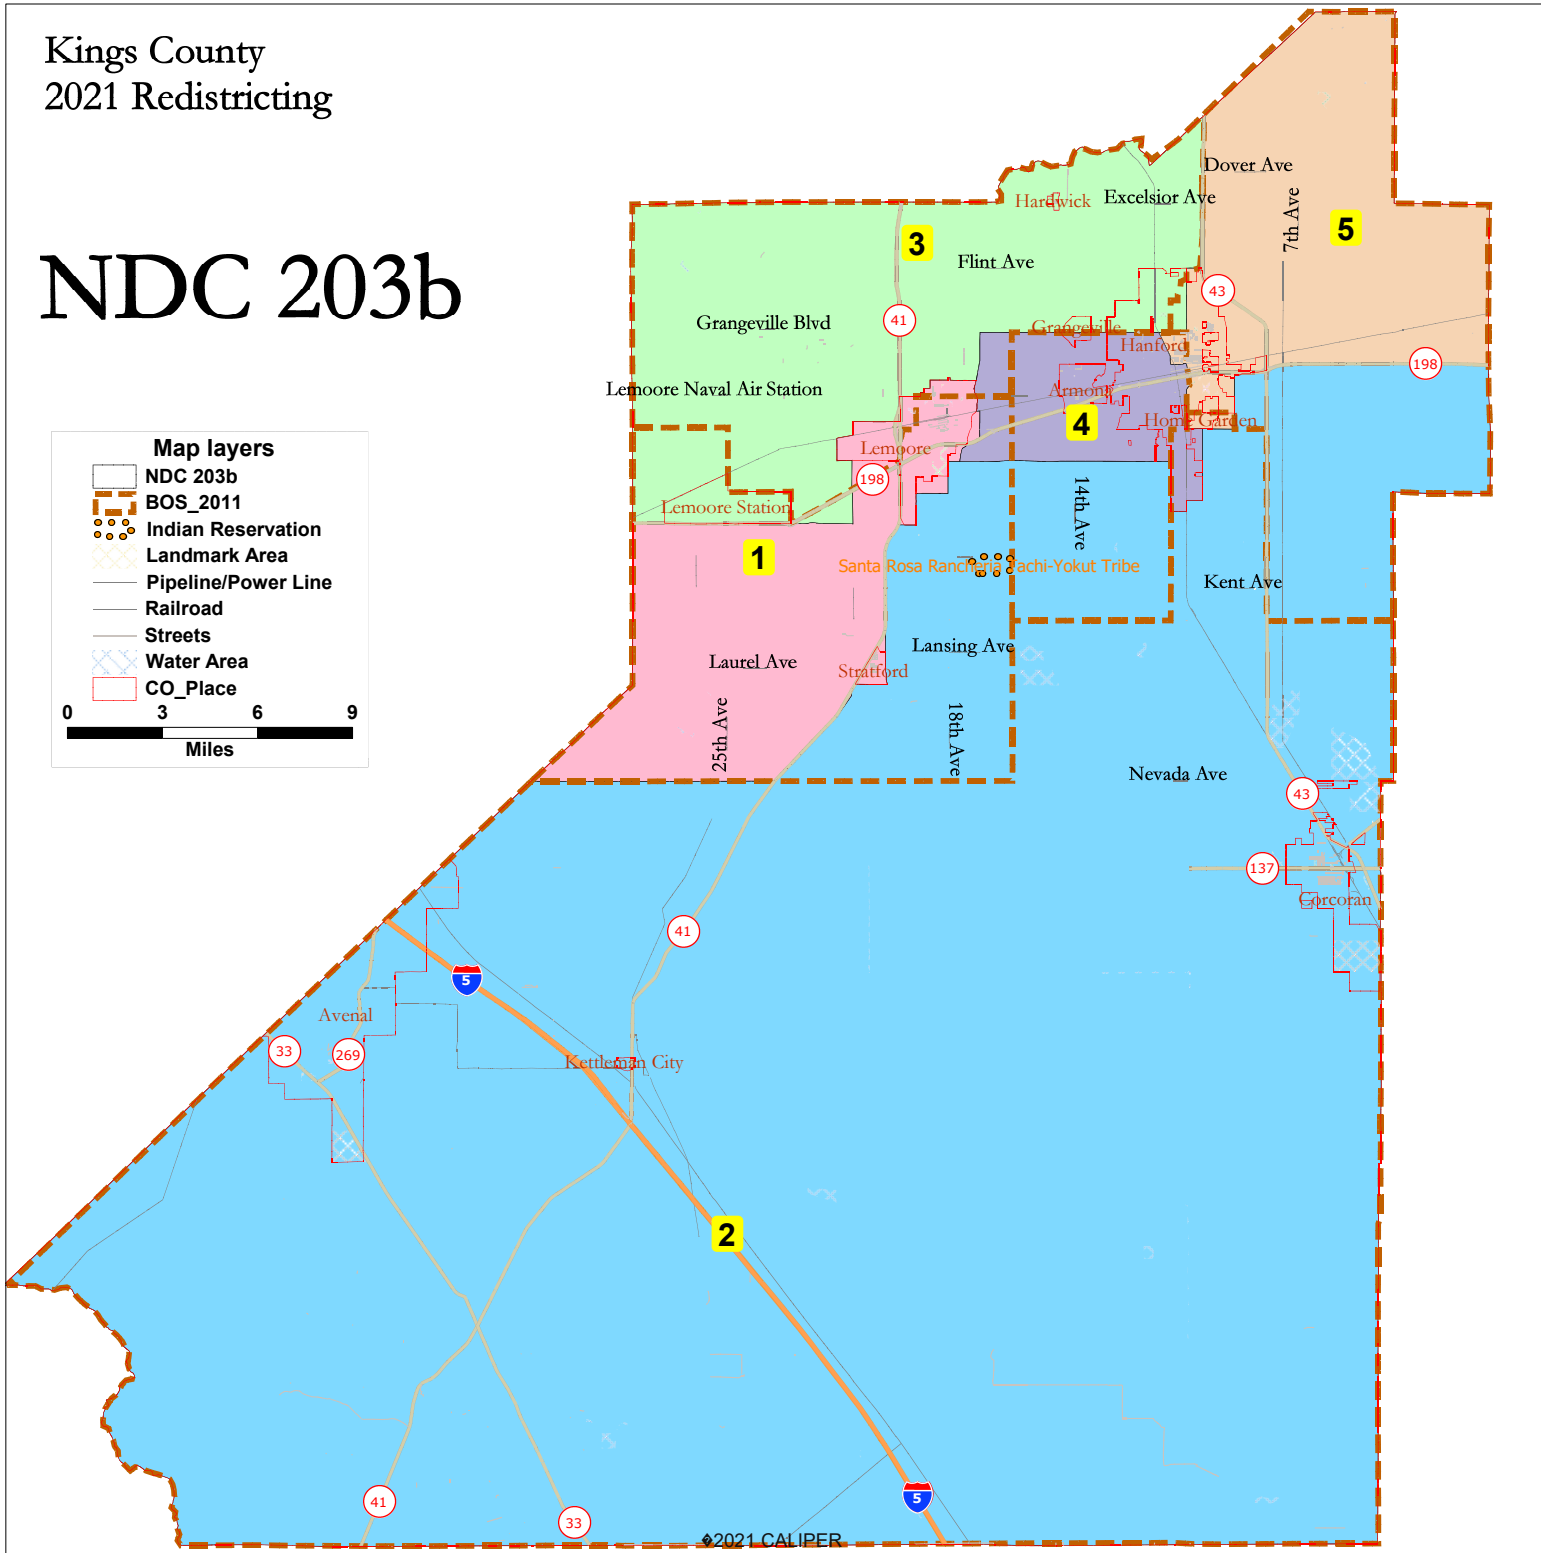 Kings County
2021 Redistricting
NDC 203b
Dover Ave
Hardwick
Excelsior Ave
7th Ave
5
3
Flint Ave
43
41
Grangeville Blvd
Grangeville
Hanford
198
Lemoore Naval Air Station
Armona
4
Home Garden
Lemoore
198
Lemoore Station
14th Ave
1
Santa Rosa Rancheria Tachi-Yokut Tribe
Kent Ave
Lansing Ave
Laurel Ave
Stratford
25th Ave
18th Ave
Nevada Ave
43
137
Corcoran
41
5
Avenal
33
269
Kettleman City
2
5
41
33
�2021 CALIPER
Map layers
NDC 203b
BOS_2011
Indian Reservation
Landmark Area
Pipeline/Power Line
Railroad
Streets
Water Area
CO_Place
0 3 6 9
Miles